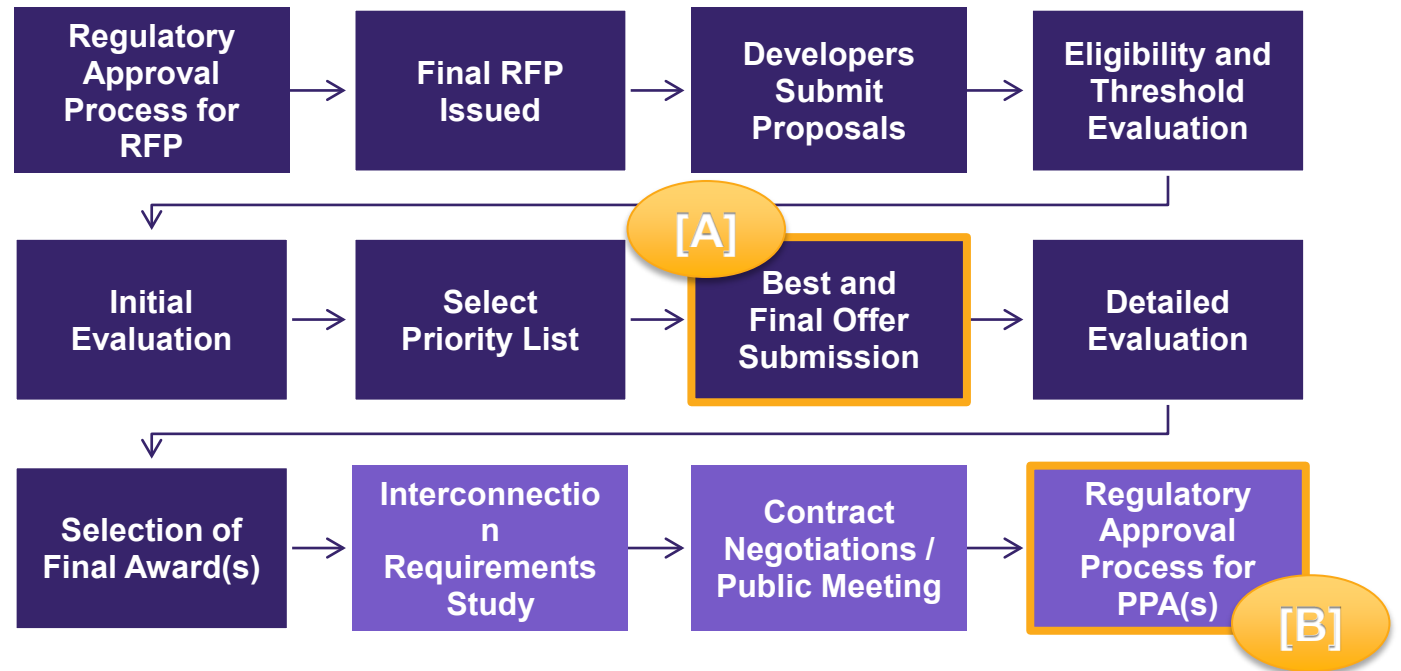 Regulatory
Approval
Process for
RFP
Final RFP
Issued
Developers
Submit
Proposals
Eligibility and
Threshold
Evaluation
Initial
Evaluation
Select
Priority List
[A]
Best and
Final Offer
Submission
Detailed
Evaluation
Selection of
Final Award(s)
Interconnectio
n
Requirements
Study
Contract
Negotiations /
Public Meeting
Regulatory
Approval
Process for
PPA(s)
[B]